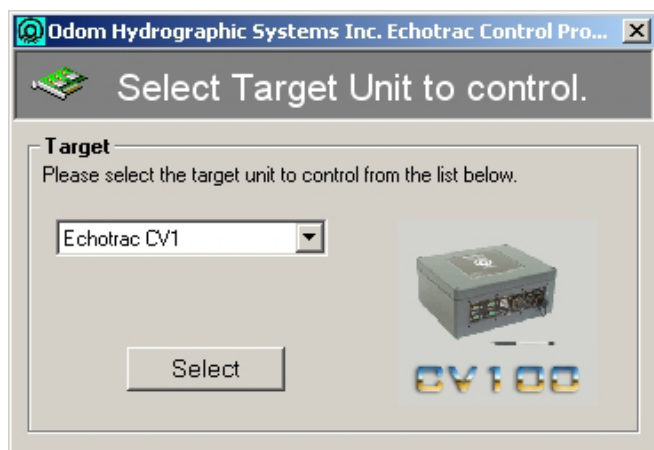 Odom Hydrographic Systems Inc. Echotrac Control Pro...
Select Target Unit to control.
Target
Please select the target unit to control from the list below.
Echotrac CV1
Select
CV100